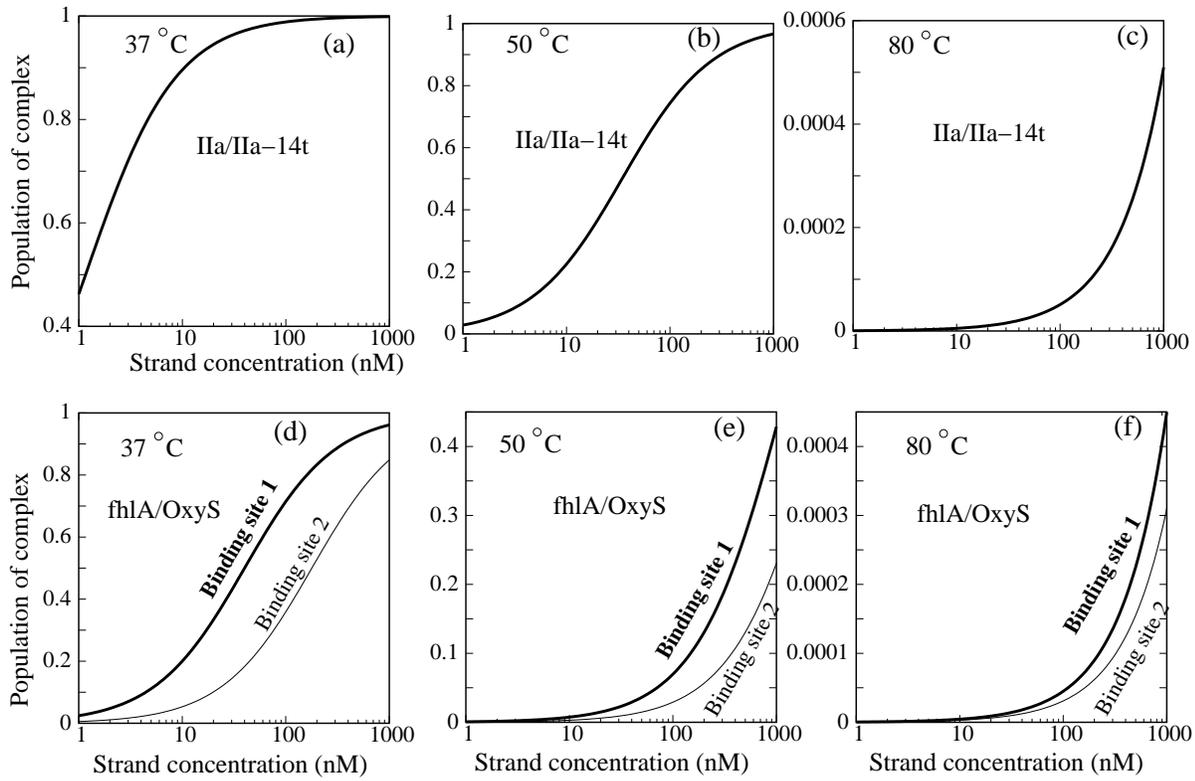 Population of complex
1
0.8
0.6
0.4
37 °C
(a)
IIa/IIa–14t
1
10
100
1000
Strand concentration (nM)
1
0.8
0.6
0.4
0.2
0
50 °C
(b)
IIa/IIa–14t
1
10
100
1000
0.0006
0.0004
0.0002
0
80 °C
(c)
IIa/IIa–14t
1
10
100
1000
Population of complex
1
0.8
0.6
0.4
0.2
0
37 °C
(d)
fhlA/OxyS
Binding site 1
Binding site 2
1
10
100
1000
Strand concentration (nM)
0.4
0.3
0.2
0.1
0
50 °C
(e)
fhlA/OxyS
Binding site 1
Binding site 2
1
10
100
1000
Strand concentration (nM)
0.0004
0.0003
0.0002
0.0001
0
80 °C
(f)
fhlA/OxyS
Binding site 1
Binding site 2
1
10
100
1000
Strand concentration (nM)